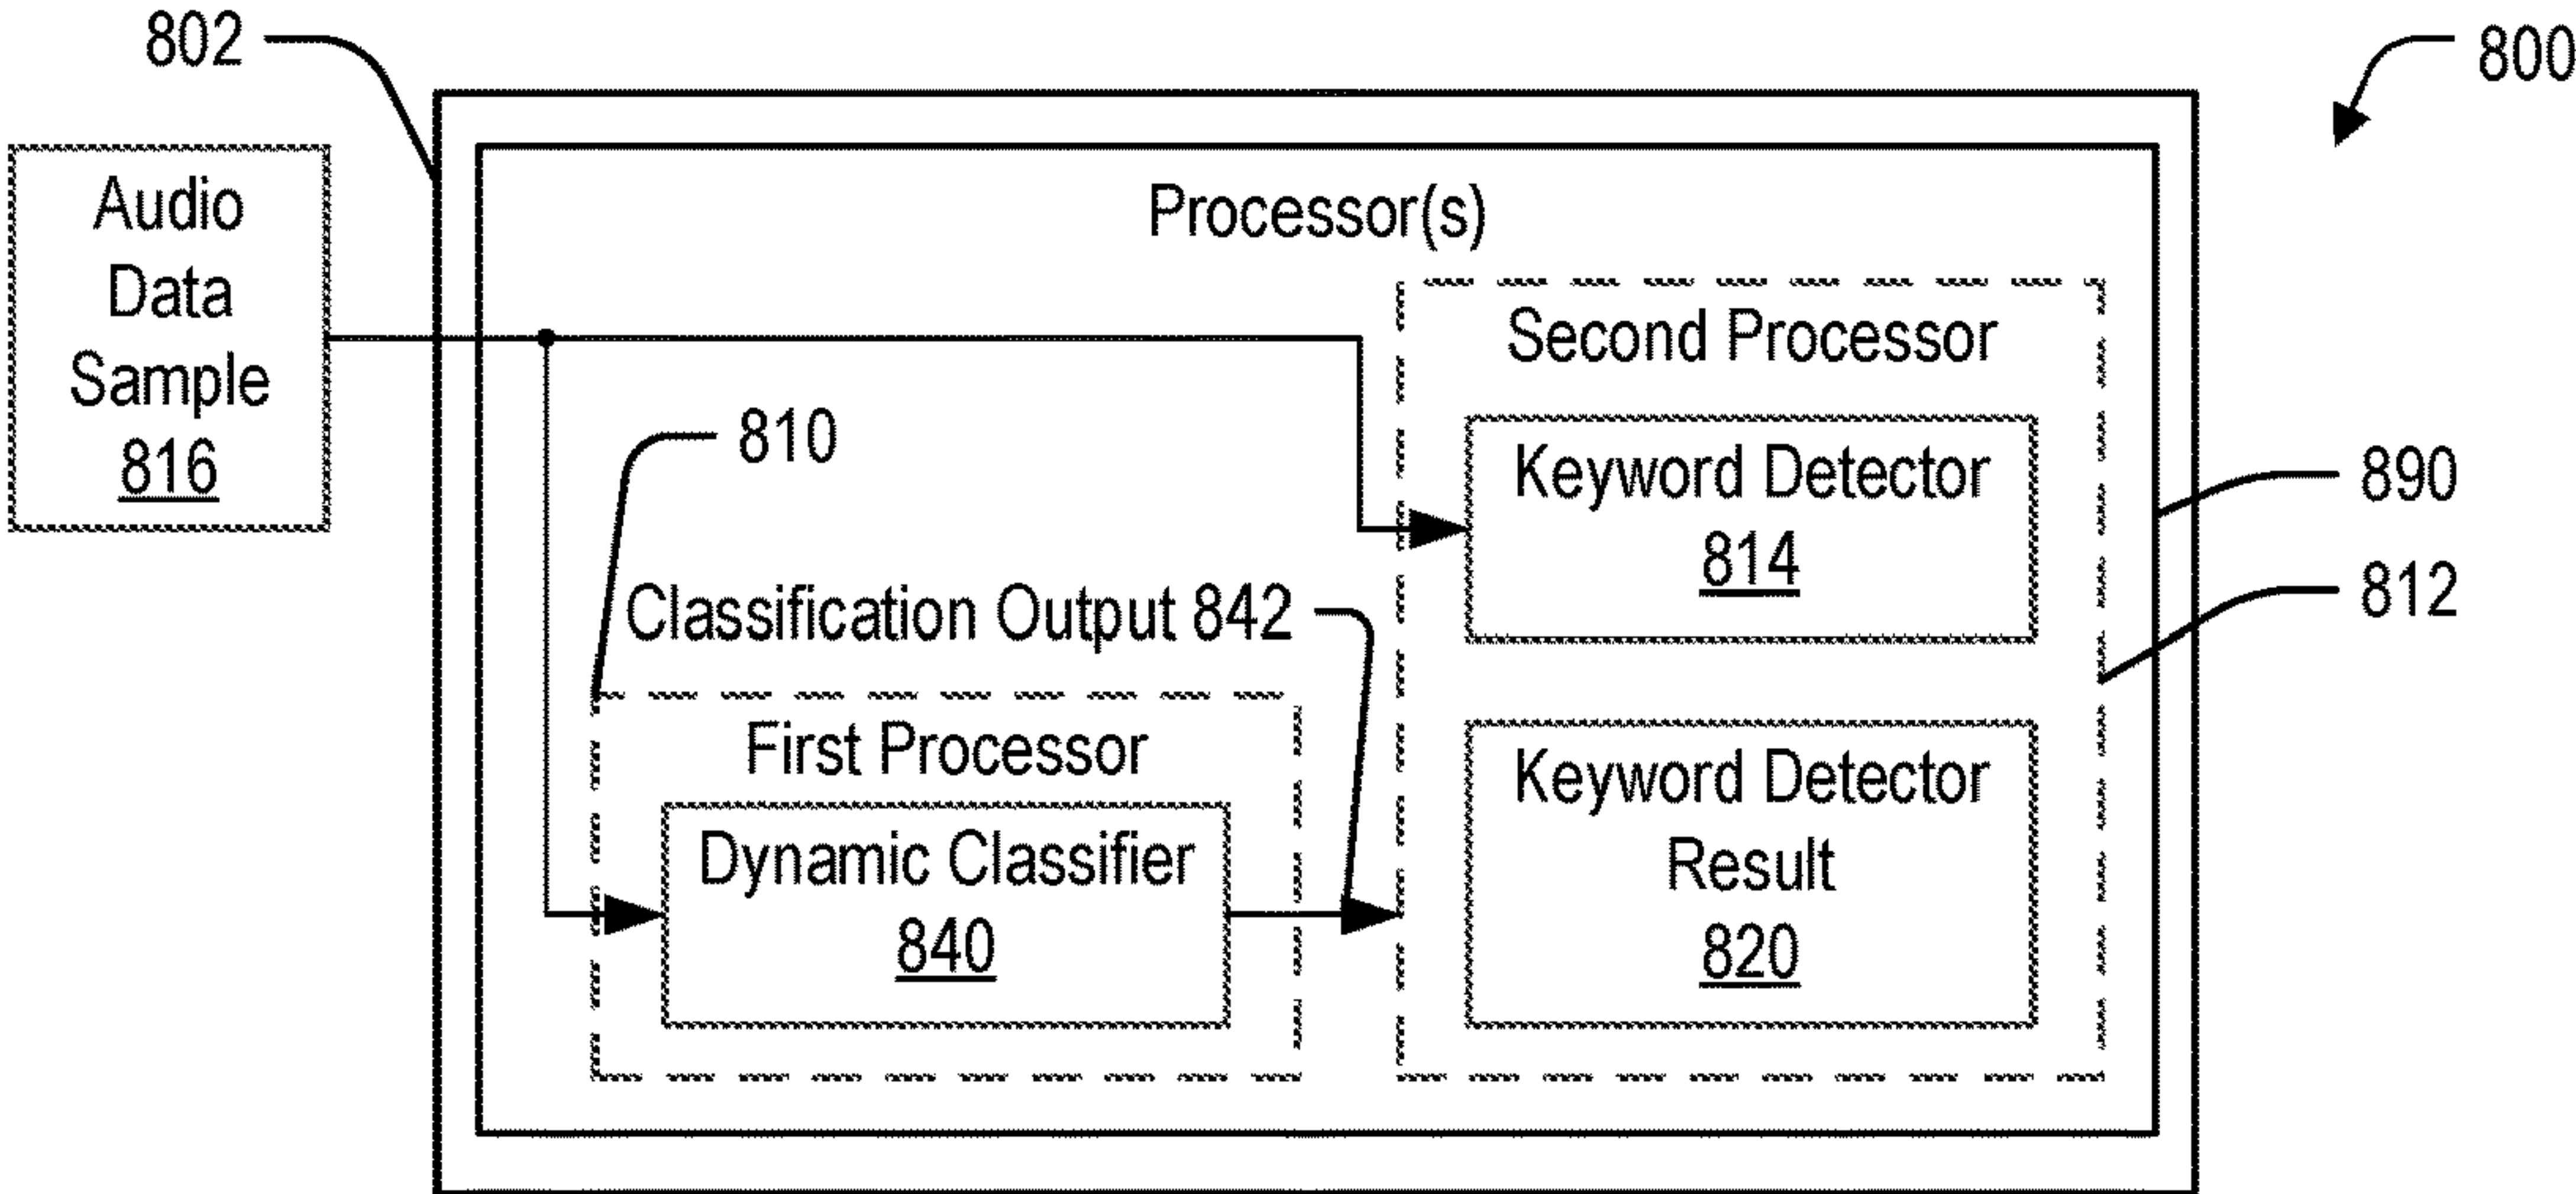 802
800
Audio
Data
Sample
816
Processor(s)
Second Processor
810
Keyword Detector
814
890
812
Classification Output 842
First Processor
Dynamic Classifier
840
Keyword Detector
Result
820